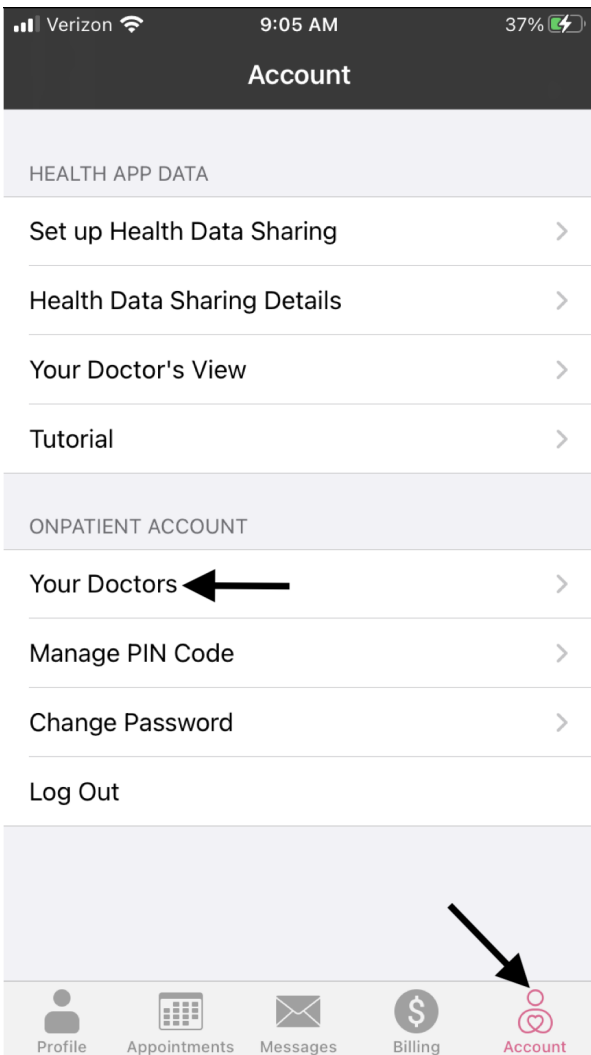 Verizon 9:05 AM 37%
Account
HEALTH APP DATA
Set up Health Data Sharing
Health Data Sharing Details
Your Doctor's View
Tutorial
ONPATIENT ACCOUNT
Your Doctors
Manage PIN Code
Change Password
Log Out
Profile Appointments Messages Billing Account